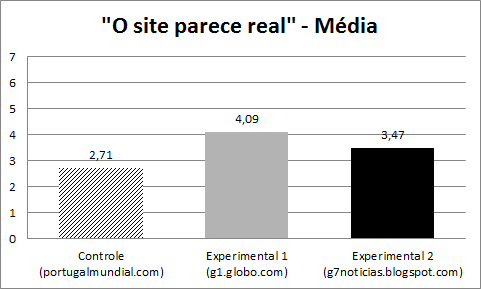 "O site parece real" - Média
7
6
5
4
3
2
1
0
2,71
4,09
3,47
Controle
(portugalmundial.com)
Experimental 1
(g1.globo.com)
Experimental 2
(g7noticias.blogspot.com)